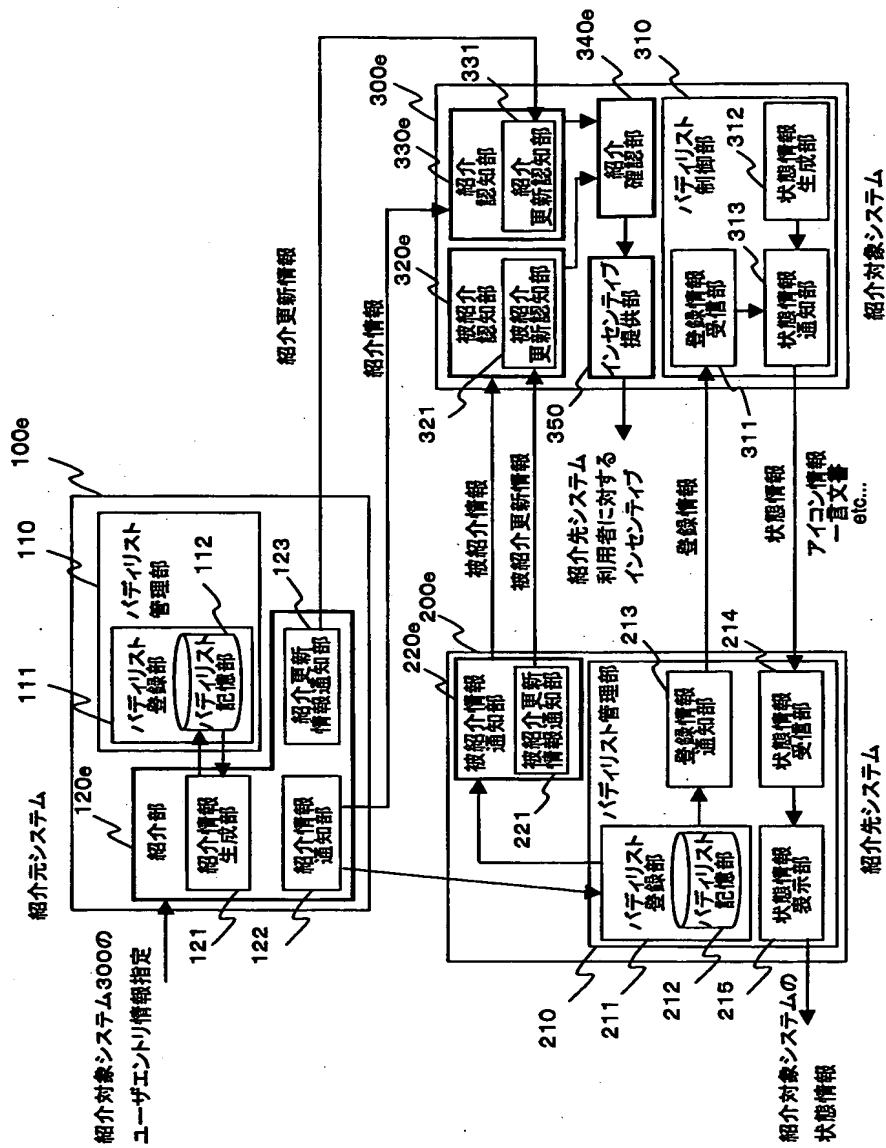 紹介元システム
100e
紹介対象システム300の
ユーザエントリ情報指定
120e
紹介部
紹介情報
生成部
121
紹介情報
通知部
122
111
110
バディリスト
管理部
バディリスト
登録部
112
バディリスト
記憶部
123
紹介更新
情報通知部
紹介更新情報
紹介情報
220e
200e
被紹介情報
通知部
被紹介更新
情報通知部
221
バディリスト管理部
バディリスト
登録部
バディリスト
記憶部
登録情報
通知部
213
状態情報
受信部
214
状態情報
表示部
210
211
212
215
紹介先システム
紹介対象システムの
状態情報
被紹介情報
被紹介更新情報
紹介先システム
利用者に対する
インセンティブ
登録情報
状態情報
アイコン情報
一言文書
etc...
300e
330e
331
紹介
認知部
紹介
更新認知部
320e
被紹介
認知部
被紹介
更新認知部
321
340e
紹介
確認部
インセンティブ
提供部
350
310
バディリスト
制御部
312
状態情報
生成部
313
登録情報
受信部
311
状態情報
通知部
紹介対象システム